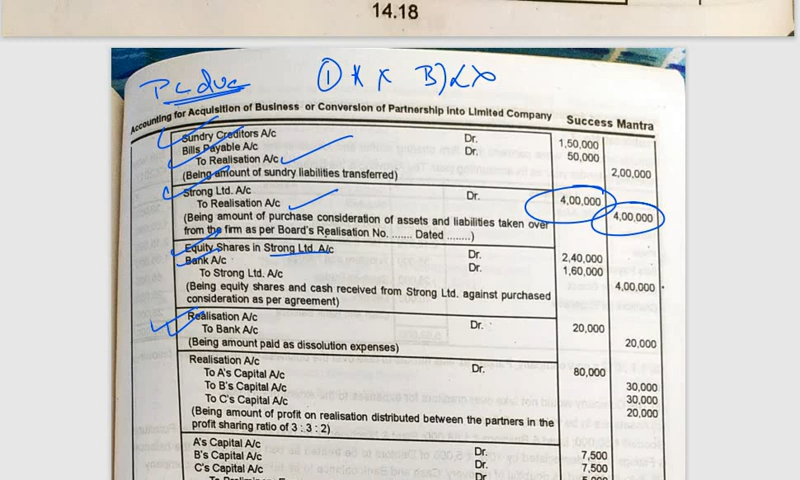 14.18
Pc due ① * x B)
Accounting for Acquisition of Business or Conversion of Partnership into Limited Company Success Mantra
Sundry Creditors A/c Dr. 1,50,000
Bills Payable A/c Dr. 50,000
To Realisation A/c 2,00,000
(Being amount of sundry liabilities transferred)
Strong Ltd. A/c Dr. 4,00,000
To Realisation A/c 4,00,000
(Being amount of purchase consideration of assets and liabilities taken over
from the firm as per Board's Realisation No. ....... Dated ........)
Equity Shares in Strong Ltd. A/c Dr. 2,40,000
Bank A/c Dr. 1,60,000
To Strong Ltd. A/c 4,00,000
(Being equity shares and cash received from Strong Ltd. against purchased
consideration as per agreement)
Realisation A/c Dr. 20,000
To Bank A/c 20,000
(Being amount paid as dissolution expenses)
Realisation A/c Dr. 80,000
To A's Capital A/c 30,000
To B's Capital A/c 30,000
To C's Capital A/c 20,000
(Being amount of profit on realisation distributed between the partners in the
profit sharing ratio of 3 : 3 : 2)
A's Capital A/c Dr. 7,500
B's Capital A/c Dr. 7,500
C's Capital A/c Dr. 5,000